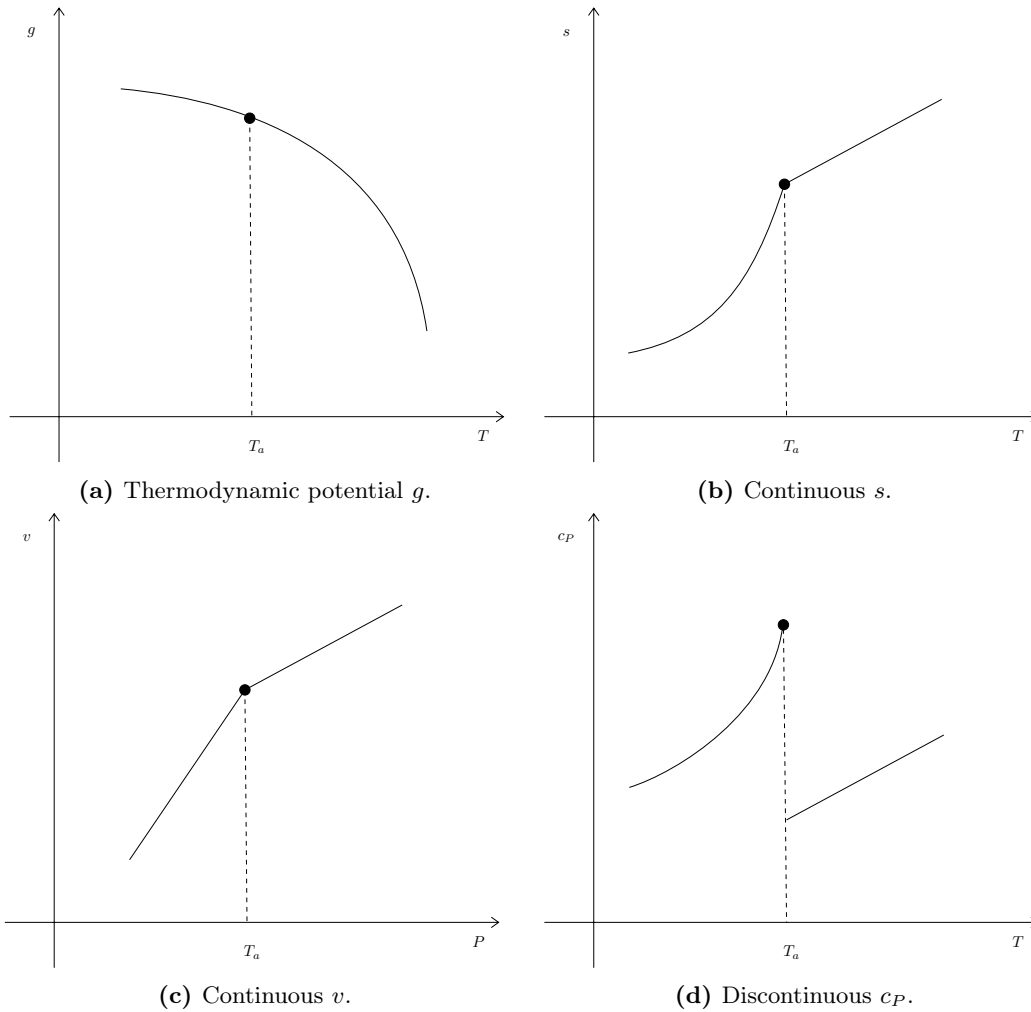 g
T
T_a
(a) Thermodynamic potential g.
s
T
T_a
(b) Continuous s.
v
P
T_a
(c) Continuous v.
c_P
T
T_a
(d) Discontinuous c_P.